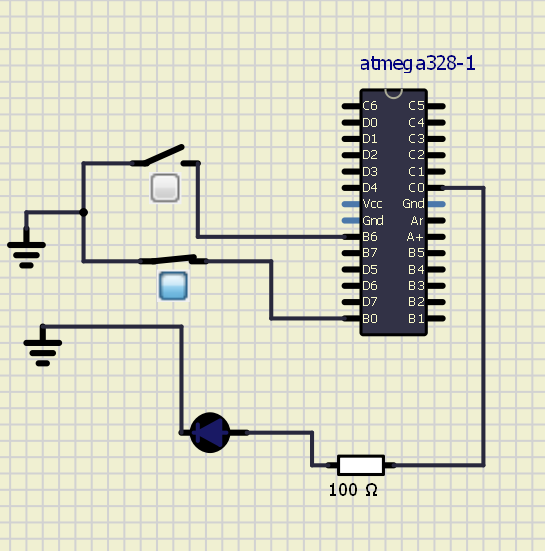 atmega328-1
C6 C5
D0 C4
D1 C3
D2 C2
D3 C1
D4 C0
Vcc Gnd
Gnd Ar
B6 A+
B7 B5
D5 B4
D6 B3
D7 B2
B0 B1
100 Ω